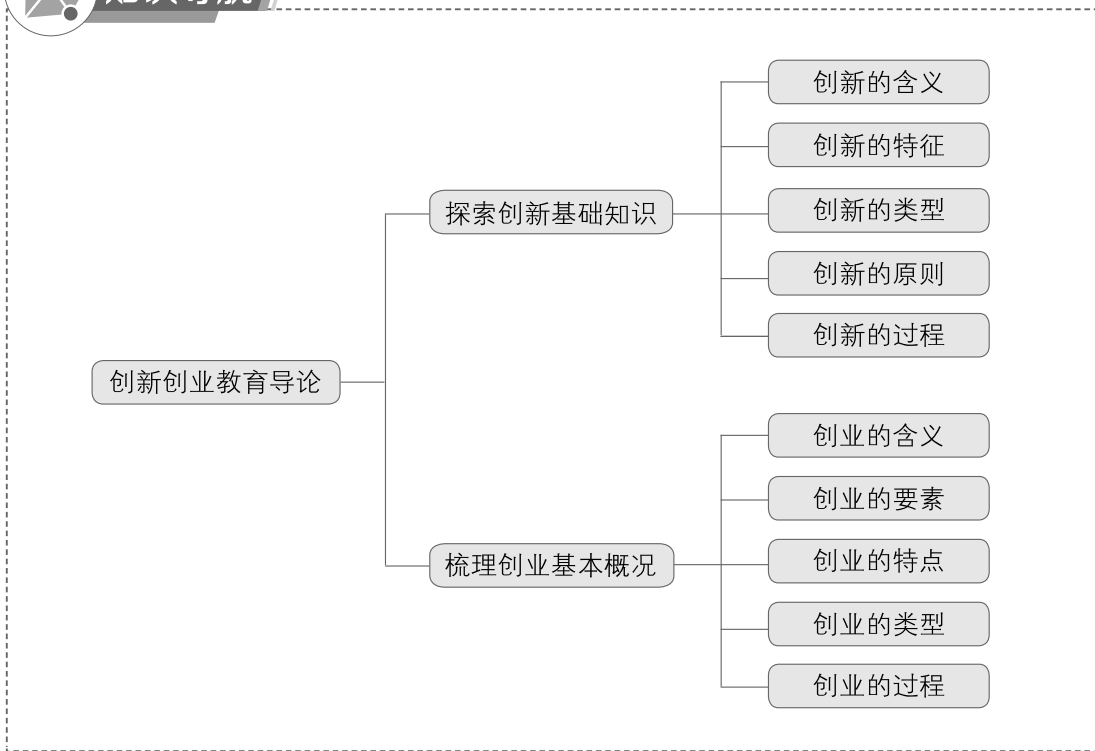 创新创业教育导论
探索创新基础知识
创新的含义
创新的特征
创新的类型
创新的原则
创新的过程
梳理创业基本概况
创业的含义
创业的要素
创业的特点
创业的类型
创业的过程